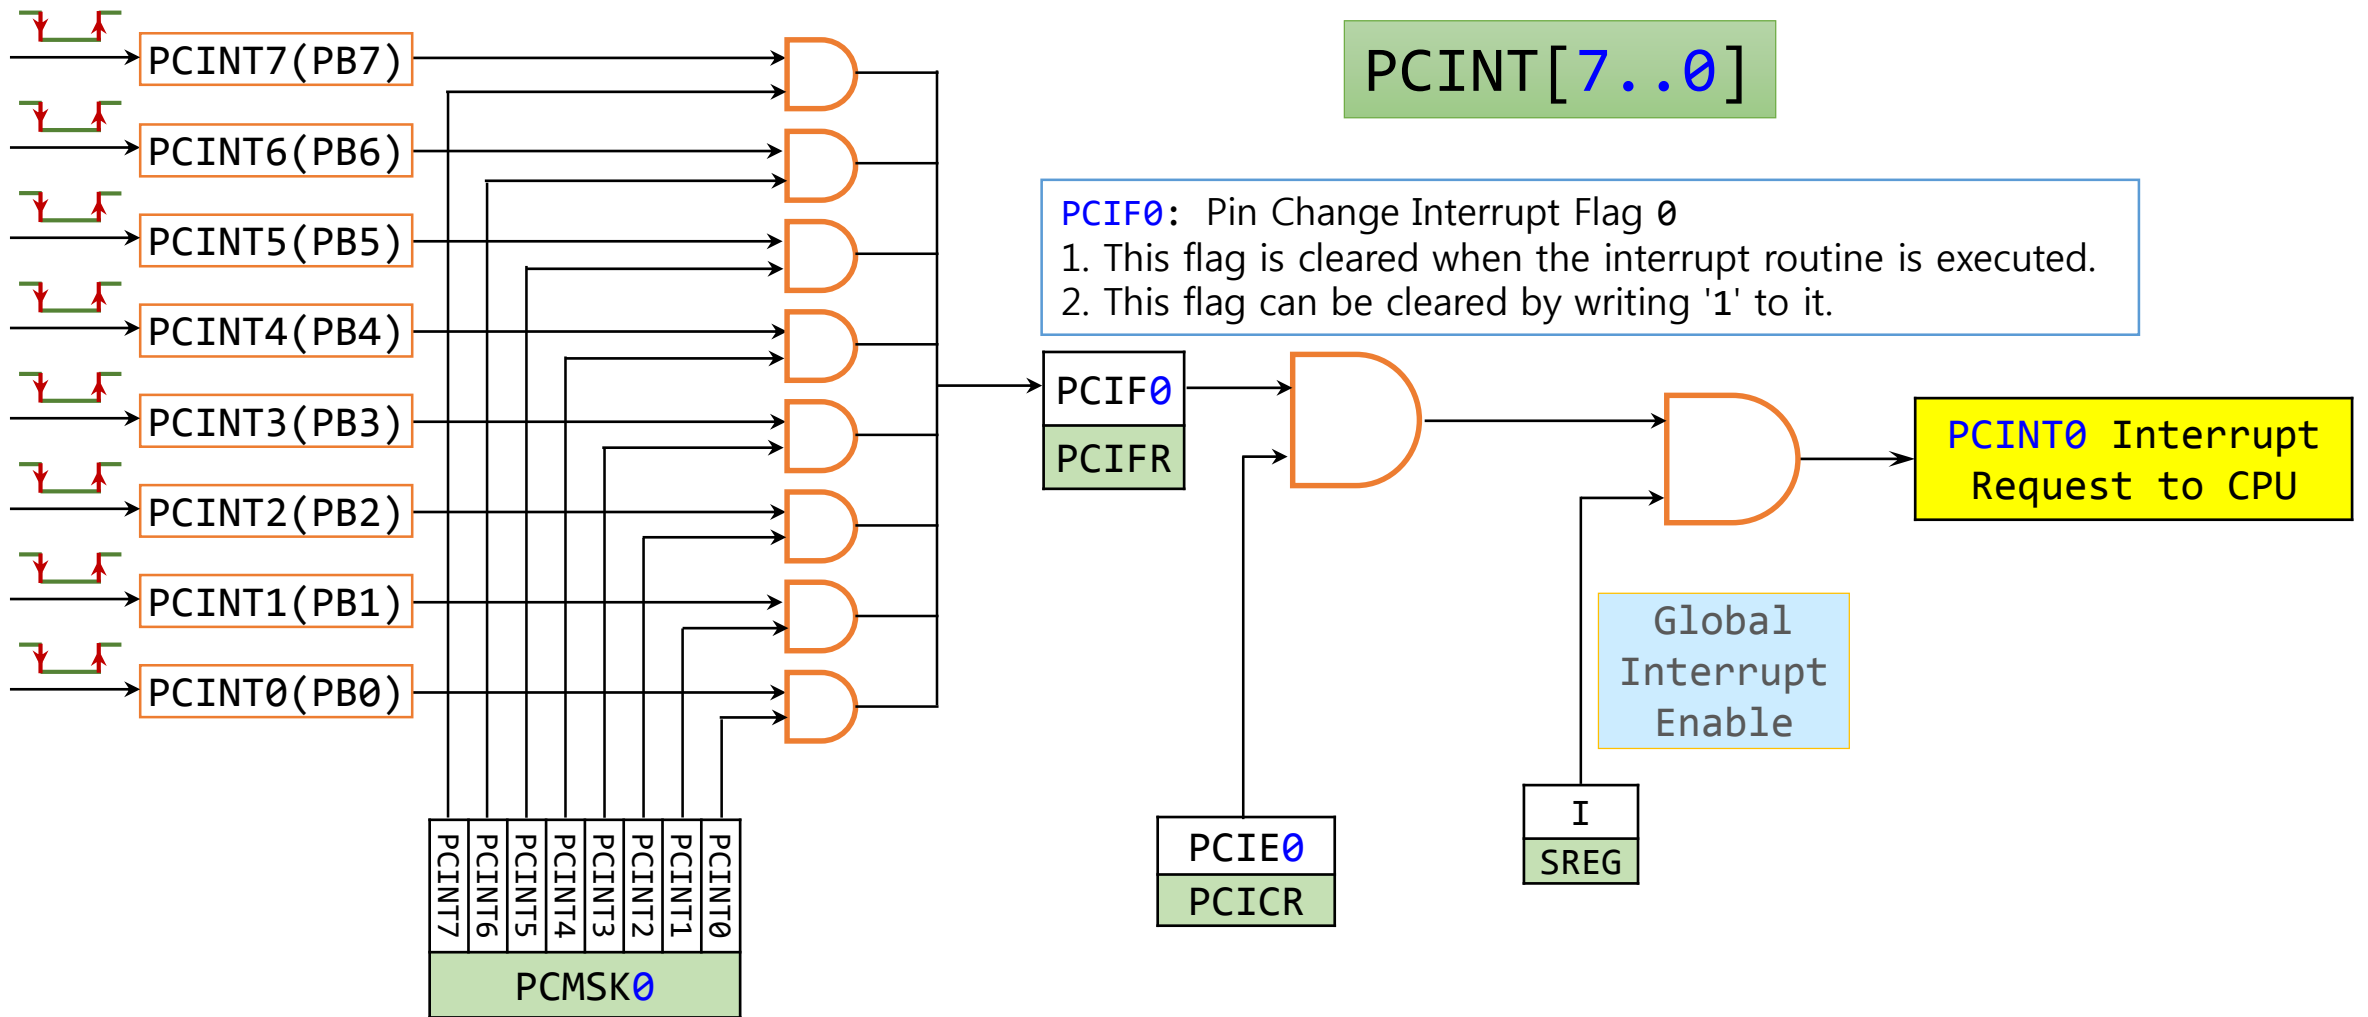 PCINT7(PB7)
PCINT6(PB6)
PCINT5(PB5)
PCINT4(PB4)
PCINT3(PB3)
PCINT2(PB2)
PCINT1(PB1)
PCINT0(PB0)
PCINT[7..0]
PCIF0: Pin Change Interrupt Flag 0
1. This flag is cleared when the interrupt routine is executed.
2. This flag can be cleared by writing '1' to it.
PCIF0
PCIFR
PCINT0 Interrupt
Request to CPU
Global
Interrupt
Enable
I
SREG
PCIE0
PCICR
PCINT7
PCINT6
PCINT5
PCINT4
PCINT3
PCINT2
PCINT1
PCINT0
PCMSK0